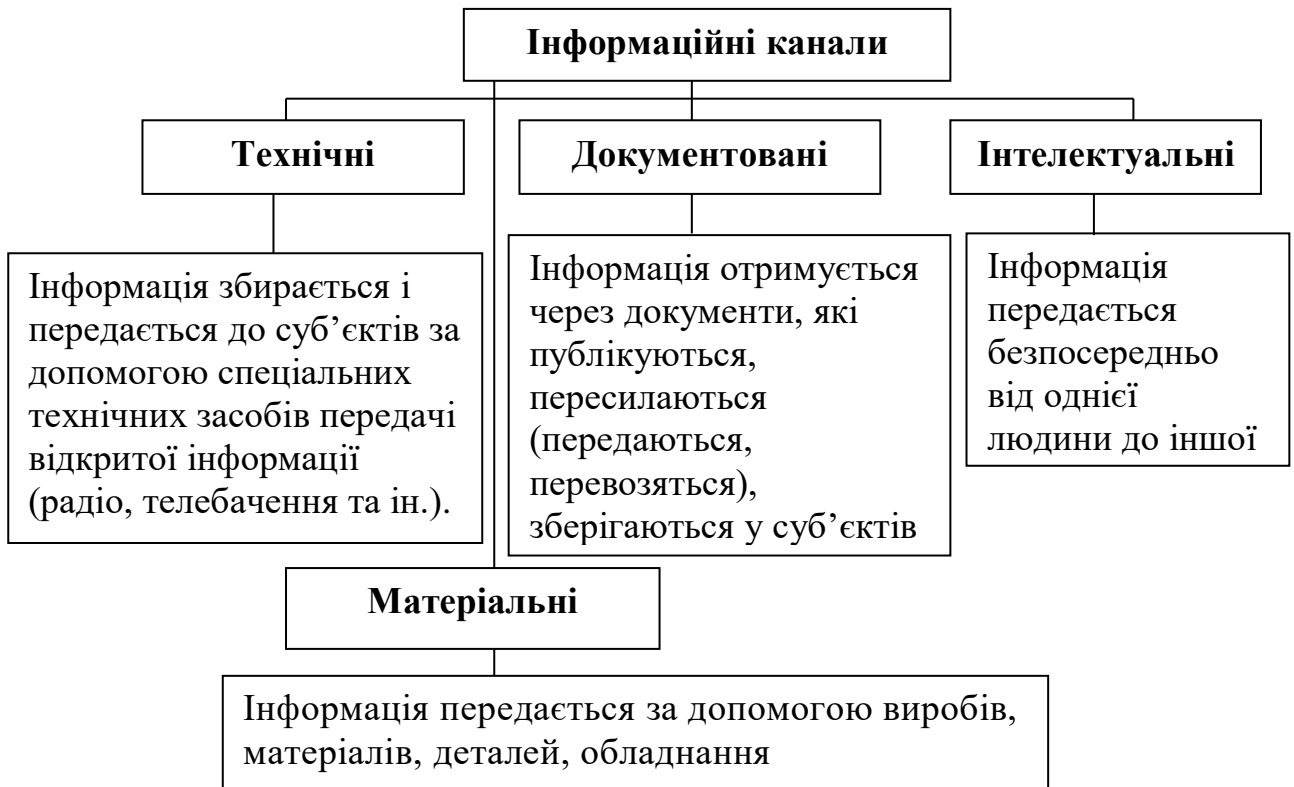 Інформаційні канали
Технічні
Документовані
Інтелектуальні
Інформація збирається і
передається до суб’єктів за
допомогою спеціальних
технічних засобів передачі
відкритої інформації
(радіо, телебачення та ін.).
Інформація отримується
через документи, які
публікуються,
пересилаються
(передаються,
перевозяться),
зберігаються у суб’єктів
Інформація
передається
безпосередньо
від однієї
людини до іншої
Матеріальні
Інформація передається за допомогою виробів,
матеріалів, деталей, обладнання